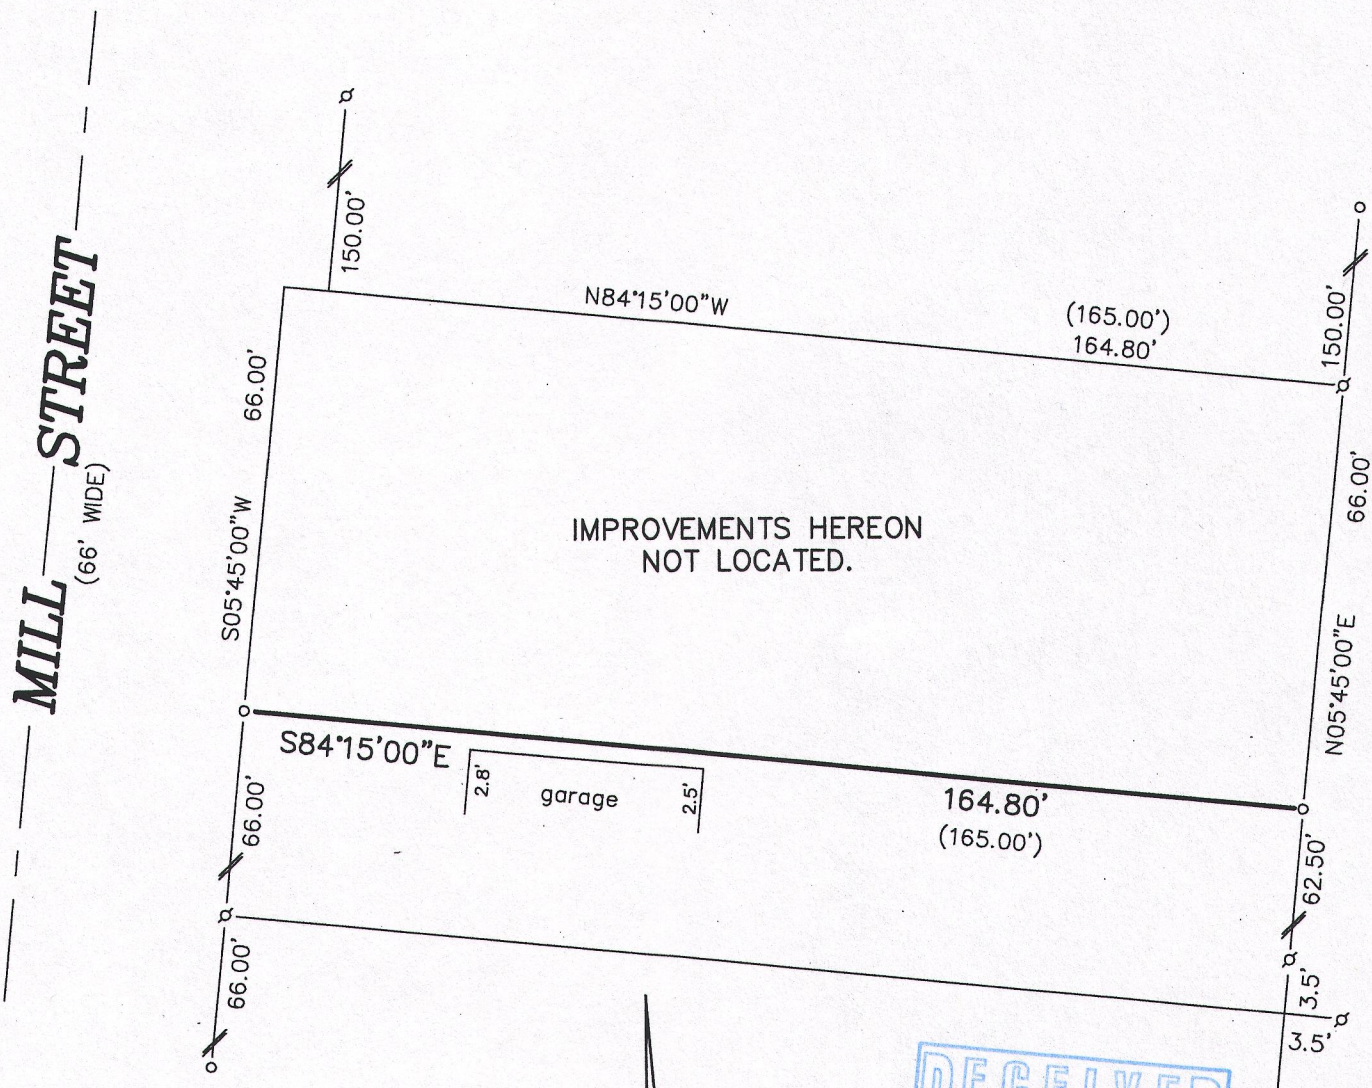 150.00'
N84°15'00"W
(165.00')
164.80'
150.00'
66.00'
MILL STREET
(66' WIDE)
S05°45'00"W
IMPROVEMENTS HEREON
NOT LOCATED.
66.00'
N05°45'00"E
S84°15'00"E
2.8'
garage
2.5'
164.80'
(165.00')
66.00'
62.50'
66.00'
3.5'
3.5'
RECEIVED